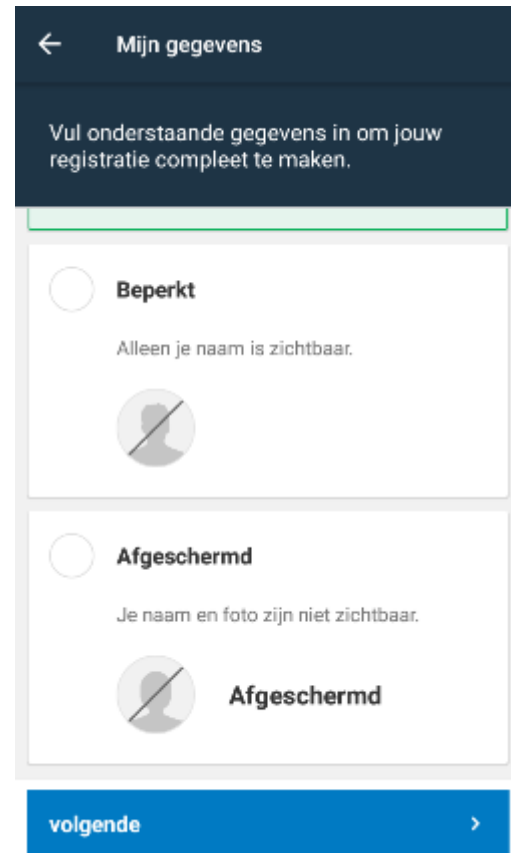 Mijn gegevens
Vul onderstaande gegevens in om jouw
registratie compleet te maken.
Beperkt
Alleen je naam is zichtbaar.
Afgeschermd
Je naam en foto zijn niet zichtbaar.
Afgeschermd
volgende